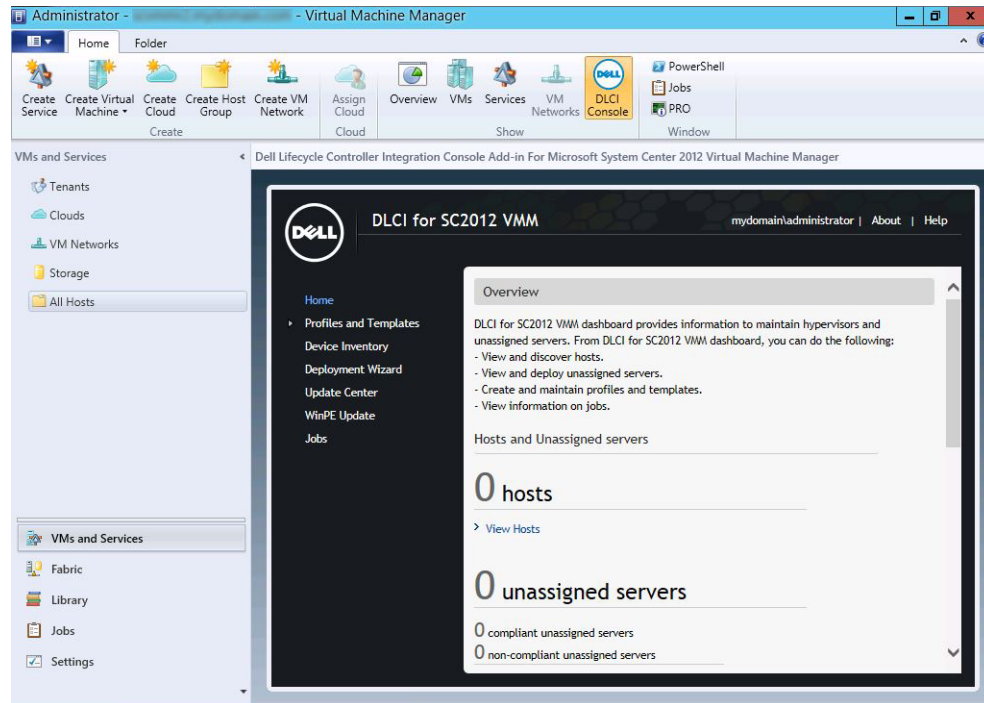 Administrator - - Virtual Machine Manager
Home Folder
Create Service
Create Virtual Machine
Create Cloud
Create Host Group
Create VM Network
Assign Cloud
Overview
VMs
Services
VM Networks
DELL
DLCI Console
PowerShell
Jobs
PRO
Create
Cloud
Show
Window
VMs and Services
Dell Lifecycle Controller Integration Console Add-in For Microsoft System Center 2012 Virtual Machine Manager
Tenants
Clouds
VM Networks
Storage
All Hosts
VMs and Services
Fabric
Library
Jobs
Settings
DELL
DLCI for SC2012 VMM
mydomain\administrator | About | Help
Home
Profiles and Templates
Device Inventory
Deployment Wizard
Update Center
WinPE Update
Jobs
Overview
DLCI for SC2012 VMM dashboard provides information to maintain hypervisors and
unassigned servers. From DLCI for SC2012 VMM dashboard, you can do the following:
- View and discover hosts.
- View and deploy unassigned servers.
- Create and maintain profiles and templates.
- View information on jobs.
Hosts and Unassigned servers
0 hosts
View Hosts
0 unassigned servers
0 compliant unassigned servers
0 non-compliant unassigned servers